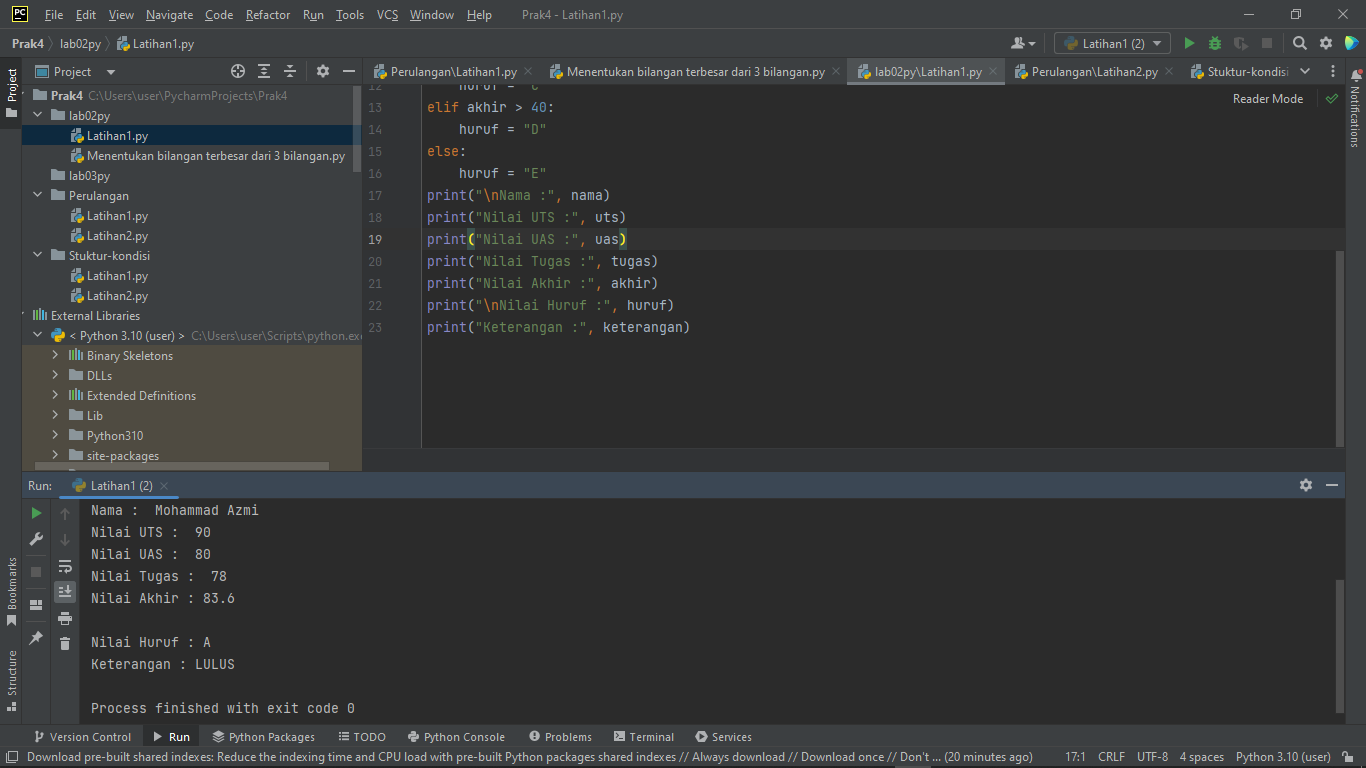 File Edit View Navigate Code Refactor Run Tools VCS Window Help Prak4 - Latihan1.py
Prak4 lab02py Latihan1.py Latihan1 (2)
Project Perulangan\Latihan1.py Menentukan bilangan terbesar dari 3 bilangan.py lab02py\Latihan1.py Perulangan\Latihan2.py Stuktur-kondisi
Project
Notifications
Reader Mode
Prak4 C:\Users\user\PycharmProjects\Prak4
lab02py
Latihan1.py
Menentukan bilangan terbesar dari 3 bilangan.py
lab03py
Perulangan
Latihan1.py
Latihan2.py
Stuktur-kondisi
Latihan1.py
Latihan2.py
External Libraries
< Python 3.10 (user) > C:\Users\user\Scripts\python.exe
Binary Skeletons
DLLs
Extended Definitions
Lib
Python310
site-packages
12 huruf = "C"
13 elif akhir > 40:
14 huruf = "D"
15 else:
16 huruf = "E"
17 print("\nNama :", nama)
18 print("Nilai UTS :", uts)
19 print("Nilai UAS :", uas)
20 print("Nilai Tugas :", tugas)
21 print("Nilai Akhir :", akhir)
22 print("\nNilai Huruf :", huruf)
23 print("Keterangan :", keterangan)
Run: Latihan1 (2)
Nama :  Mohammad Azmi
Nilai UTS :  90
Nilai UAS :  80
Nilai Tugas :  78
Nilai Akhir : 83.6
Nilai Huruf : A
Keterangan : LULUS
Process finished with exit code 0
Bookmarks
Structure
Version Control Run Python Packages TODO Python Console Problems Terminal Services
Download pre-built shared indexes: Reduce the indexing time and CPU load with pre-built Python packages shared indexes // Always download // Download once // Don't ... (20 minutes ago) 17:1 CRLF UTF-8 4 spaces Python 3.10 (user)